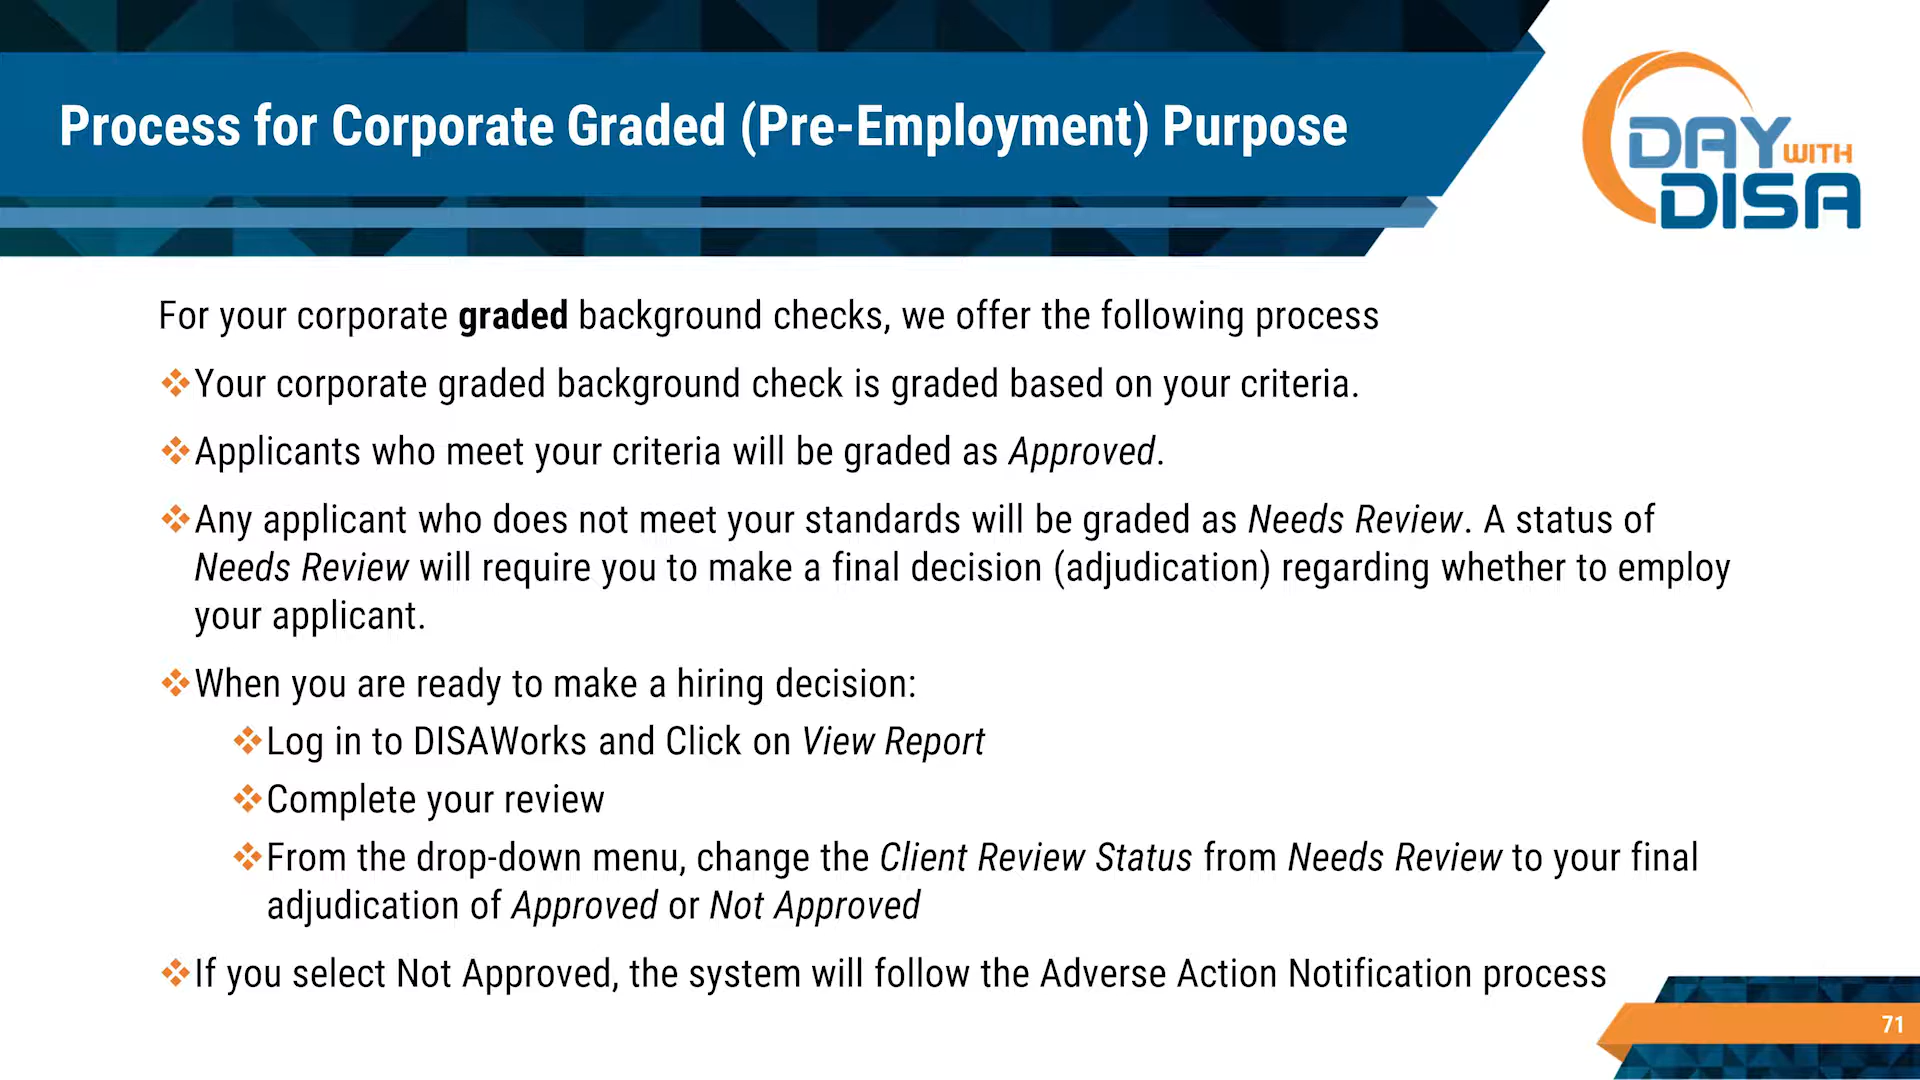 Process for Corporate Graded (Pre-Employment) Purpose
DAY WITH
DISA
For your corporate graded background checks, we offer the following process
Your corporate graded background check is graded based on your criteria.
Applicants who meet your criteria will be graded as Approved.
Any applicant who does not meet your standards will be graded as Needs Review. A status of
Needs Review will require you to make a final decision (adjudication) regarding whether to employ
your applicant.
When you are ready to make a hiring decision:
Log in to DISAWorks and Click on View Report
Complete your review
From the drop-down menu, change the Client Review Status from Needs Review to your final
adjudication of Approved or Not Approved
If you select Not Approved, the system will follow the Adverse Action Notification process
71